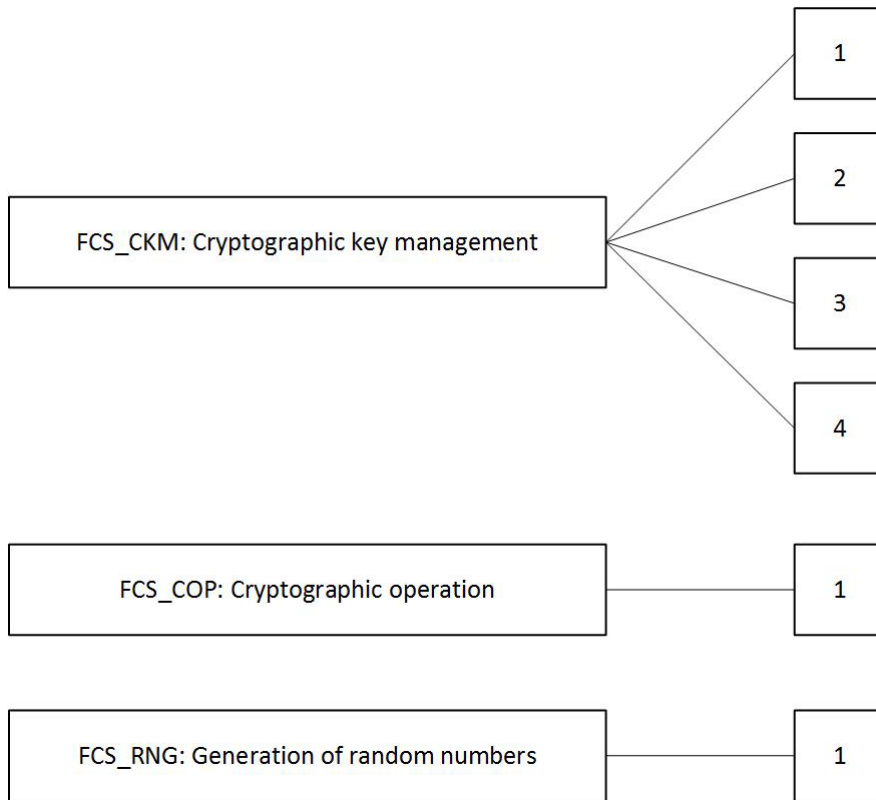 1
2
FCS_CKM: Cryptographic key management
3
4
FCS_COP: Cryptographic operation
1
FCS_RNG: Generation of random numbers
1